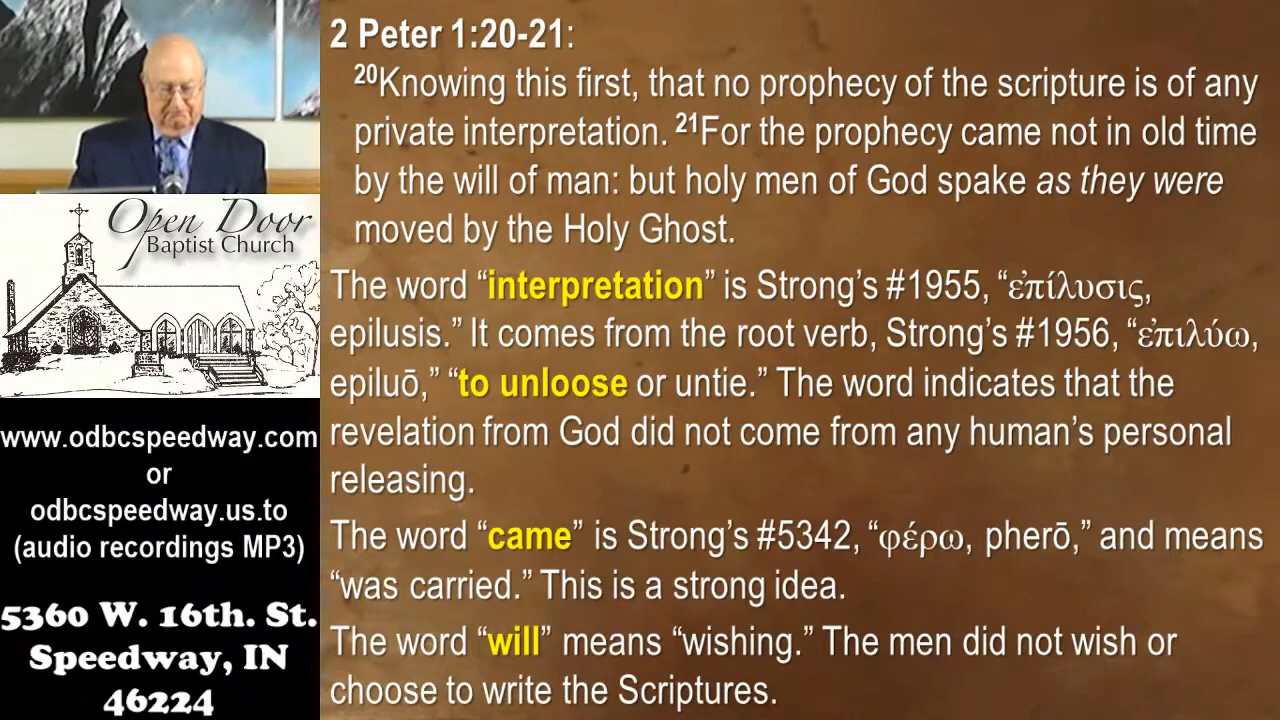 Open Door
Baptist Church
www.odbcspeedway.com
or
odbcspeedway.us.to
(audio recordings MP3)
5360 W. 16th. St.
Speedway, IN
46224
2 Peter 1:20-21:
20Knowing this first, that no prophecy of the scripture is of any
private interpretation. 21For the prophecy came not in old time
by the will of man: but holy men of God spake as they were
moved by the Holy Ghost.
The word “interpretation” is Strong’s #1955, “ἐπίλυσις,
epilusis.” It comes from the root verb, Strong’s #1956, “ἐπιλύω,
epiluō,” “to unloose or untie.” The word indicates that the
revelation from God did not come from any human’s personal
releasing.
The word “came” is Strong’s #5342, “φέρω, pherō,” and means
“was carried.” This is a strong idea.
The word “will” means “wishing.” The men did not wish or
choose to write the Scriptures.